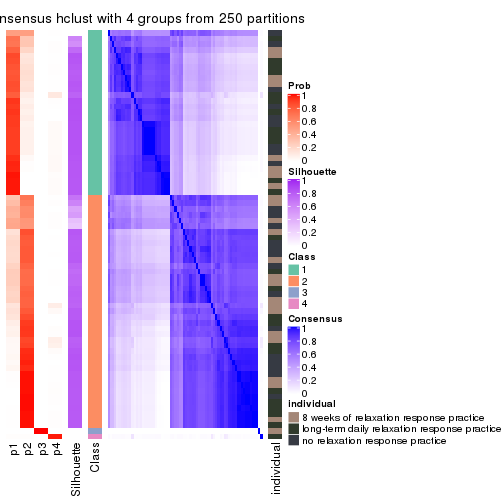 nsensus hclust with 4 groups from 250 partitions
Prob
1
0.8
0.6
0.4
0.2
0
Silhouette
1
0.8
0.6
0.4
0.2
0
Class
1
2
3
4
Consensus
1
0.8
0.6
0.4
0.2
0
individual
8 weeks of relaxation response practice
long-term daily relaxation response practice
no relaxation response practice
p1
p2
p3
p4
Silhouette
Class
individual